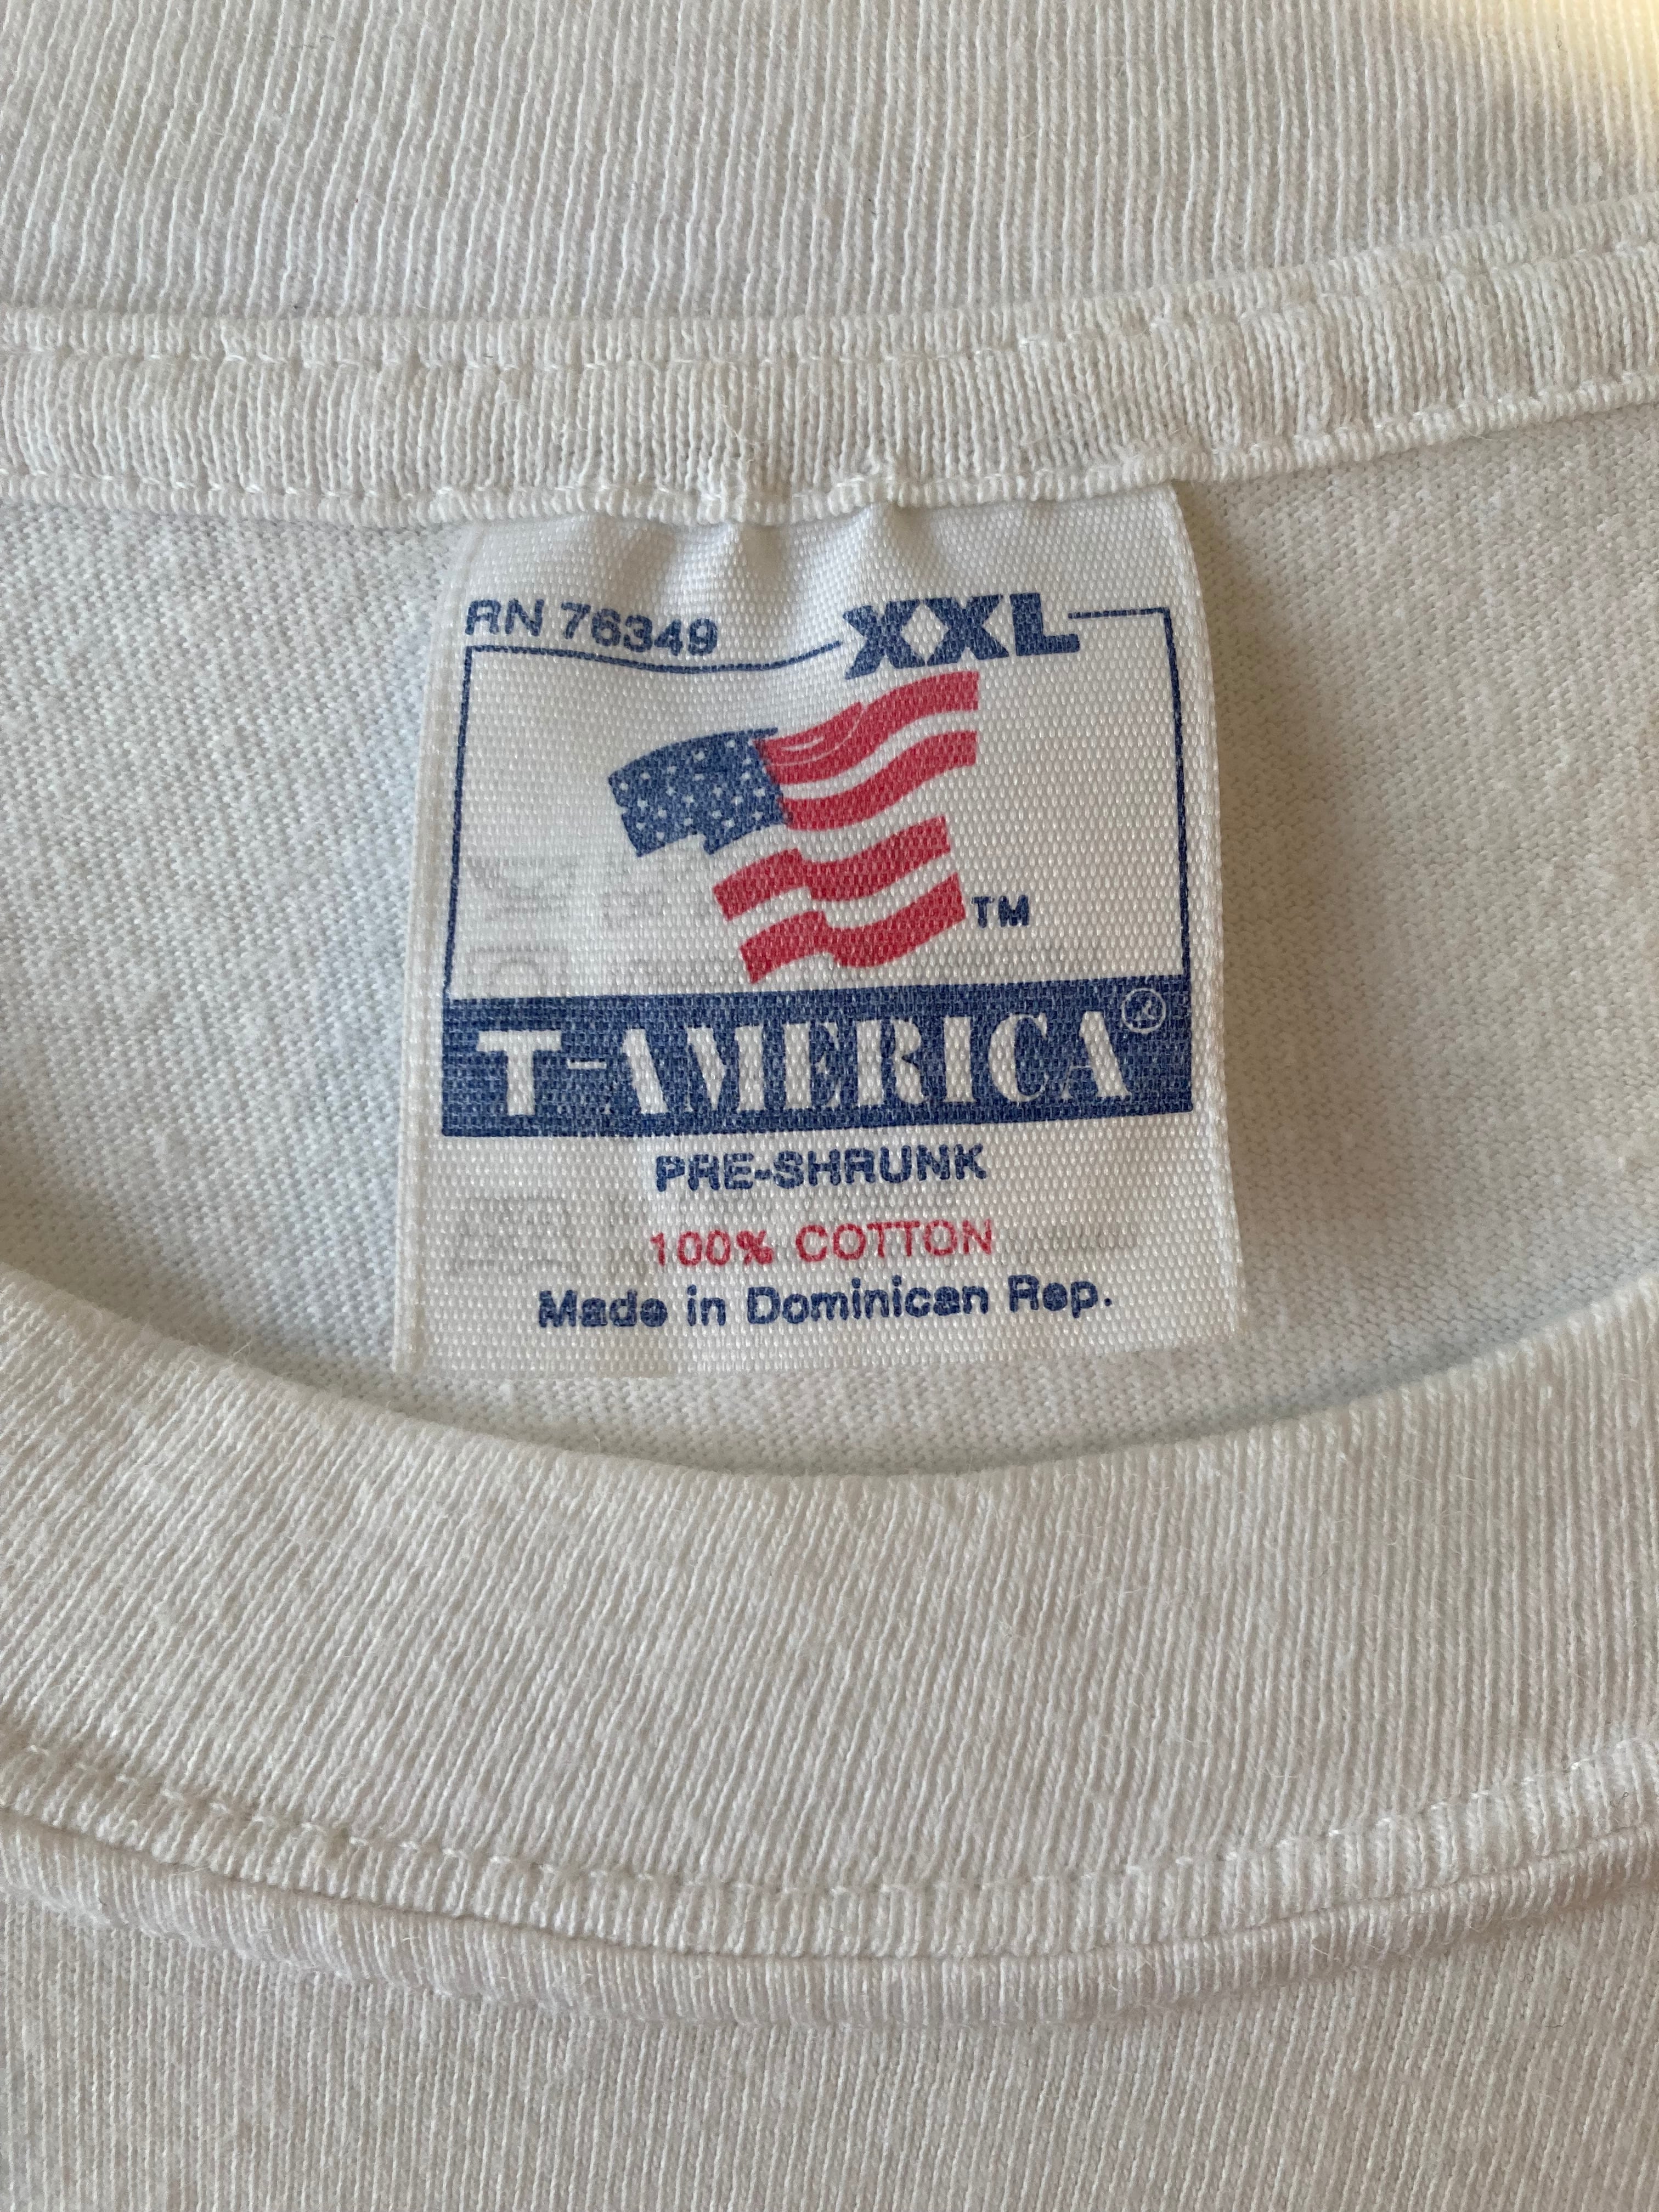 RN 76349 XXL
TM
T-AMERICA®
PRE-SHRUNK
100% COTTON
Made in Dominican Rep.